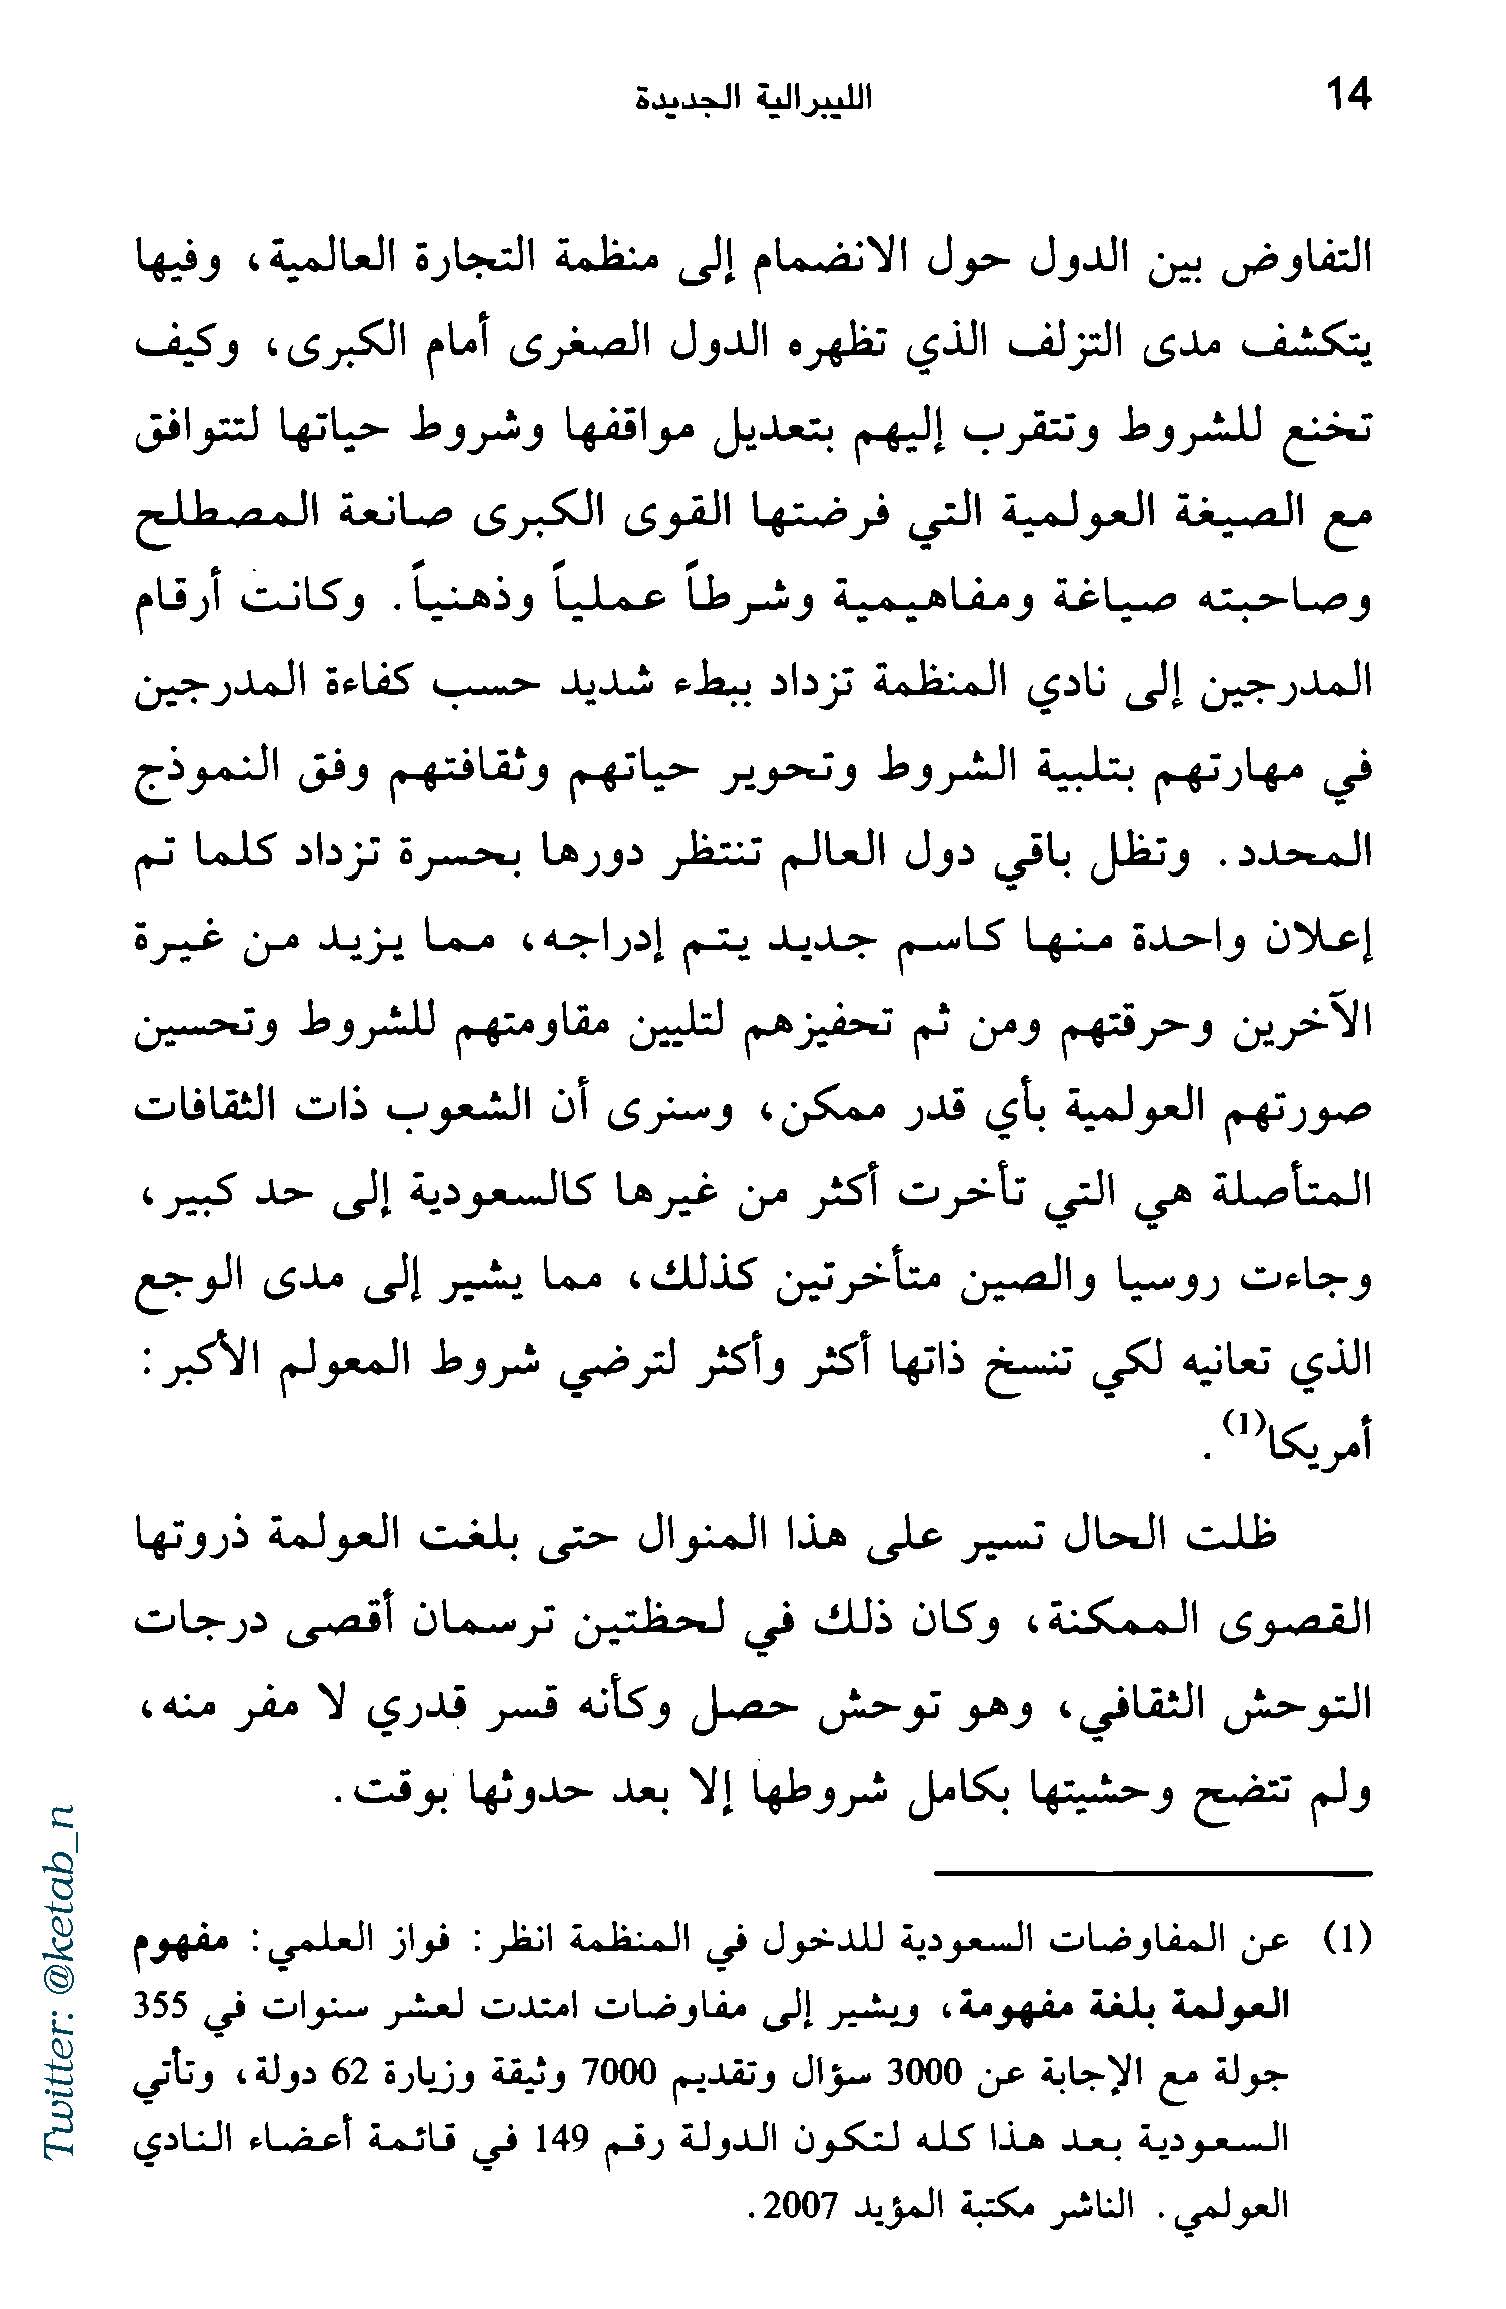 14
الليبرالية الجديدة
التفاوض بين الدول حول الانضمام إلى منظمة التجارة العالمية، وفيها
يتكشف مدى التزلف الذي تظهره الدول الصغرى أمام الكبرى، وكيف
تخنع للشروط وتتقرب إليهم بتعديل مواقفها وشروط حياتها لتتوافق
مع الصيغة العولمية التي فرضتها القوى الكبرى صانعة المصطلح
وصاحبته صياغة ومفاهيمية وشرطاً عملياً وذهنياً. وكانت أرقام
المدرجين إلى نادي المنظمة تزداد ببطء شديد حسب كفاءة المدرجين
في مهارتهم بتلبية الشروط وتحوير حياتهم وثقافتهم وفق النموذج
المحدد. وتظل باقي دول العالم تنتظر دورها بحسرة تزداد كلما تم
إعلان واحدة منها كاسم جديد يتم إدراجه، مما يزيد من غيرة
الآخرين وحرقتهم ومن ثم تحفيزهم لتليين مقاومتهم للشروط وتحسين
صورتهم العولمية بأي قدر ممكن، وسنرى أن الشعوب ذات الثقافات
المتأصلة هي التي تأخرت أكثر من غيرها كالسعودية إلى حد كبير،
وجاءت روسيا والصين متأخرتين كذلك، مما يشير إلى مدى الوجع
الذي تعانيه لكي تنسخ ذاتها أكثر وأكثر لترضي شروط المعولم الأكبر:
أمريكا(1).
ظلت الحال تسير على هذا المنوال حتى بلغت العولمة ذروتها
القصوى الممكنة، وكان ذلك في لحظتين ترسمان أقصى درجات
التوحش الثقافي، وهو توحش حصل وكأنه قسر قدري لا مفر منه،
ولم تتضح وحشيتها بكامل شروطها إلا بعد حدوثها بوقت.
(1) عن المفاوضات السعودية للدخول في المنظمة انظر: فواز العلمي: مفهوم
العولمة بلغة مفهومة، ويشير إلى مفاوضات امتدت لعشر سنوات في 355
جولة مع الإجابة عن 3000 سؤال وتقديم 7000 وثيقة وزيارة 62 دولة، وتأتي
السعودية بعد هذا كله لتكون الدولة رقم 149 في قائمة أعضاء النادي
العولمي. الناشر مكتبة المؤيد 2007.
Twitter: @ketab_n